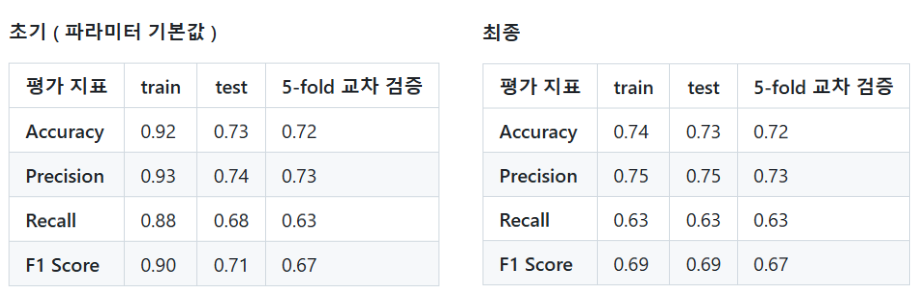 초기 ( 파라미터 기본값 )
평가 지표 train test 5-fold 교차 검증
Accuracy 0.92 0.73 0.72
Precision 0.93 0.74 0.73
Recall 0.88 0.68 0.63
F1 Score 0.90 0.71 0.67
최종
평가 지표 train test 5-fold 교차 검증
Accuracy 0.74 0.73 0.72
Precision 0.75 0.75 0.73
Recall 0.63 0.63 0.63
F1 Score 0.69 0.69 0.67